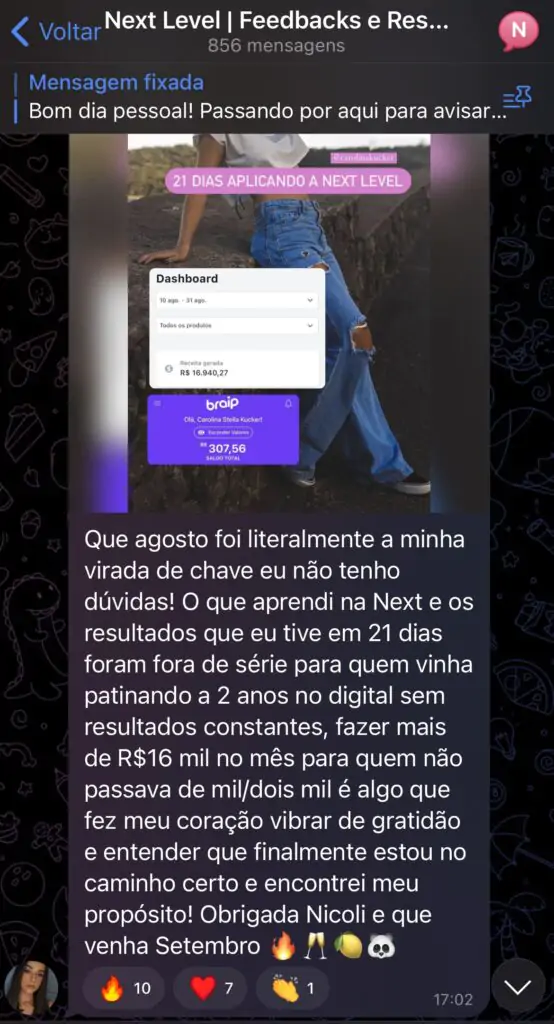 Voltar
Next Level | Feedbacks e Res...
856 mensagens
N
Mensagem fixada
Bom dia pessoal! Passando por aqui para avisar...
21 DIAS APLICANDO A NEXT LEVEL
Dashboard
10 ago. - 31 ago.
Todos os produtos
Receita gerada
R$ 16.940,27
braip
Olá, Carolina Stella Kucker!
Esconder Valores
R$ 307,56
SALDO TOTAL
Que agosto foi literalmente a minha
virada de chave eu não tenho
dúvidas! O que aprendi na Next e os
resultados que eu tive em 21 dias
foram fora de série para quem vinha
patinando a 2 anos no digital sem
resultados constantes, fazer mais
de R$16 mil no mês para quem não
passava de mil/dois mil é algo que
fez meu coração vibrar de gratidão
e entender que finalmente estou no
caminho certo e encontrei meu
propósito! Obrigada Nicoli e que
venha Setembro 🔥🥂🍋🐼
🔥 10 ❤️ 7 👏 1
17:02